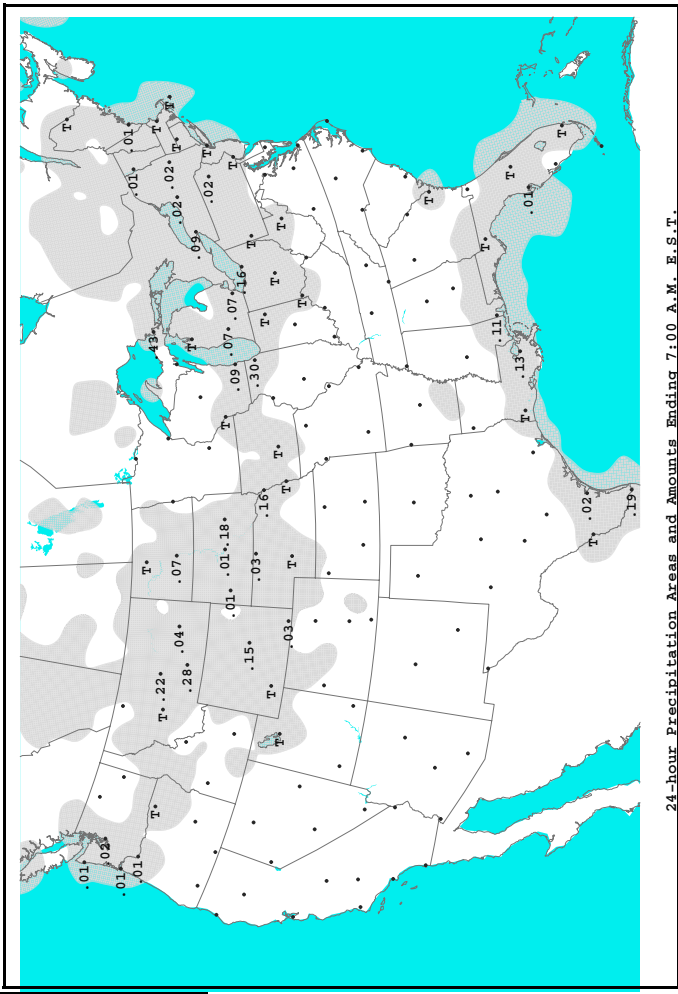 T
.01
.02
.01
.01
.01
.01
T
.43
T
T
.22
T
.02
T
.04
.07
.02
T
.28
T
.09
.02
T
.01
.18
T
.01
.07
.07
T
.09
.16
.15
T
.03
.30
.16
T
T
T
T
T
T
T
.03
T
T
T
T
.11
T
.13
T
.01
T
.02
T
.19
24-hour Precipitation Areas and Amounts Ending 7:00 A.M. E.S.T.